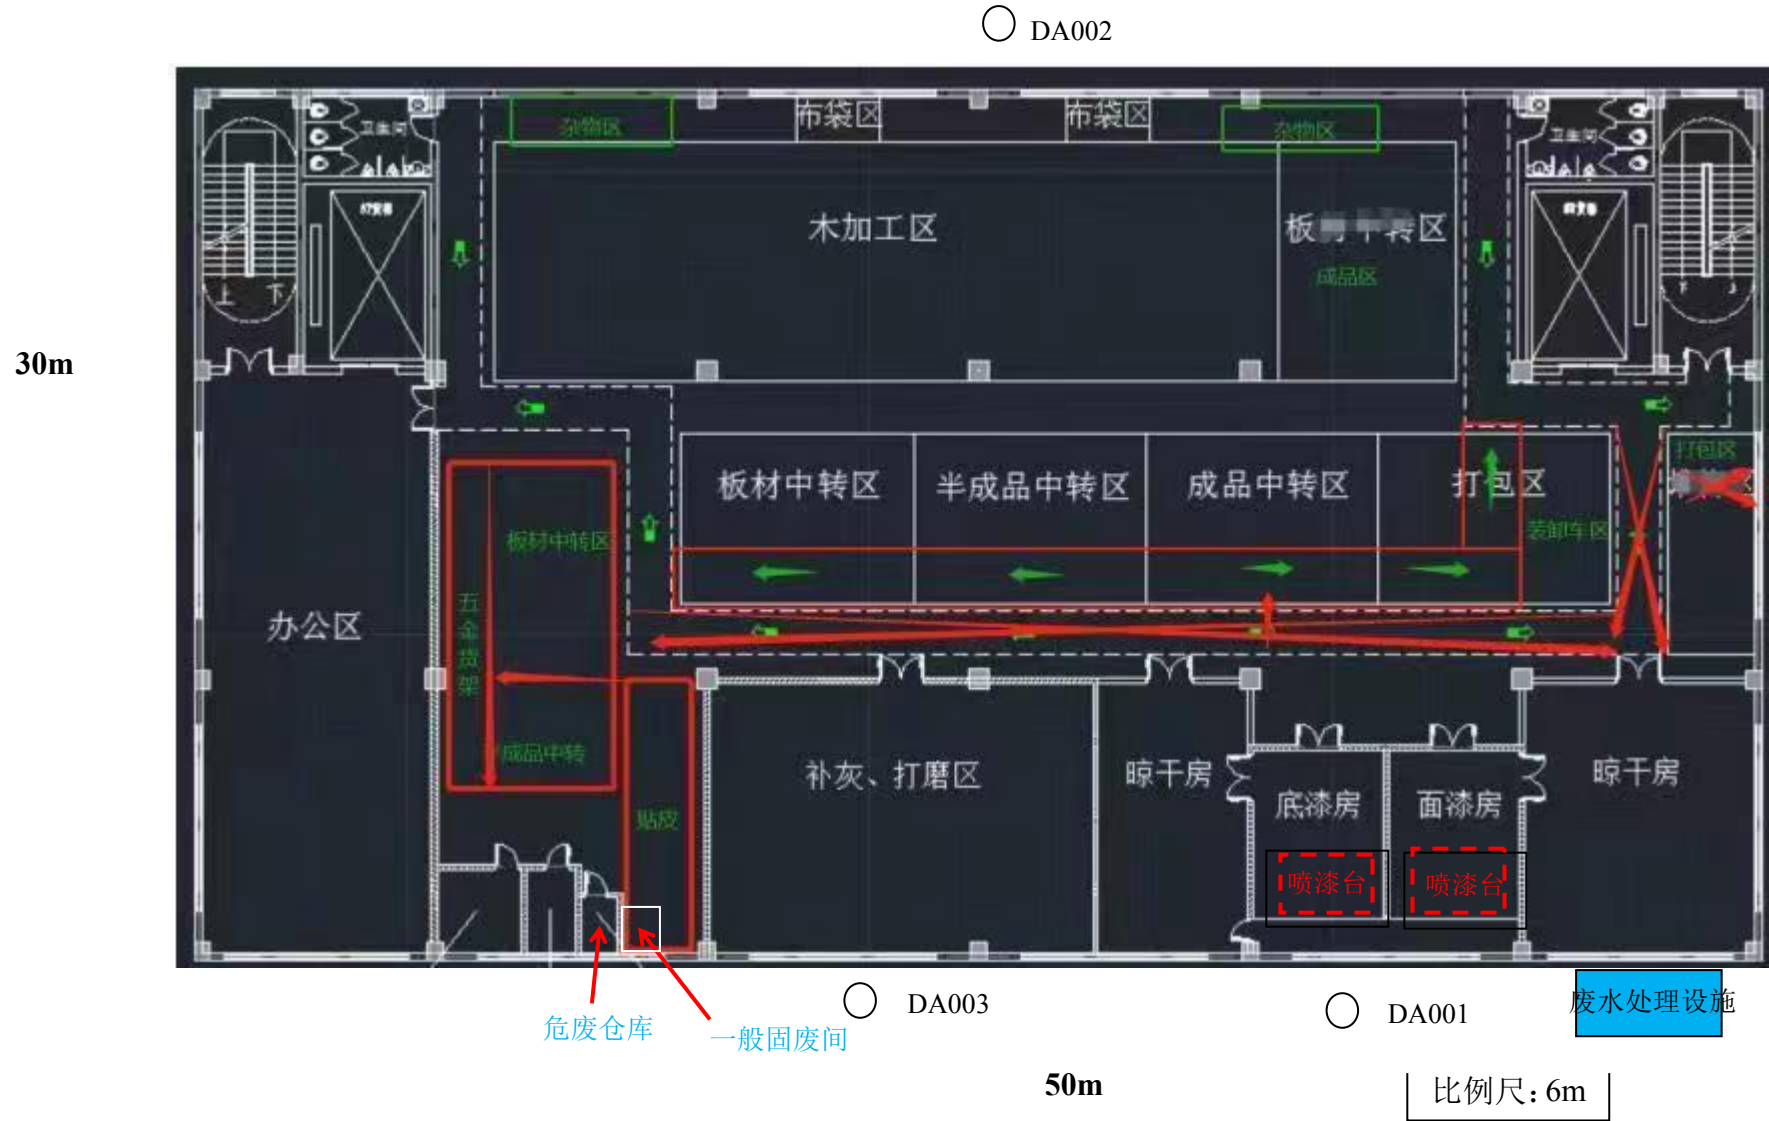 DA002
杂物区
布袋区
布袋区
杂物区
卫生间
卫生间
木加工区
板
中转区
成品区
上
下
下
上
30m
板材中转区
半成品中转区
成品中转区
打包区
打包区
装卸车区
板材中转区
五金货架
办公区
成品中转
贴皮
补灰、打磨区
晾干房
底漆房
面漆房
晾干房
喷漆台
喷漆台
危废仓库
一般固废间
DA003
DA001
废水处理设施
50m
比例尺：6m